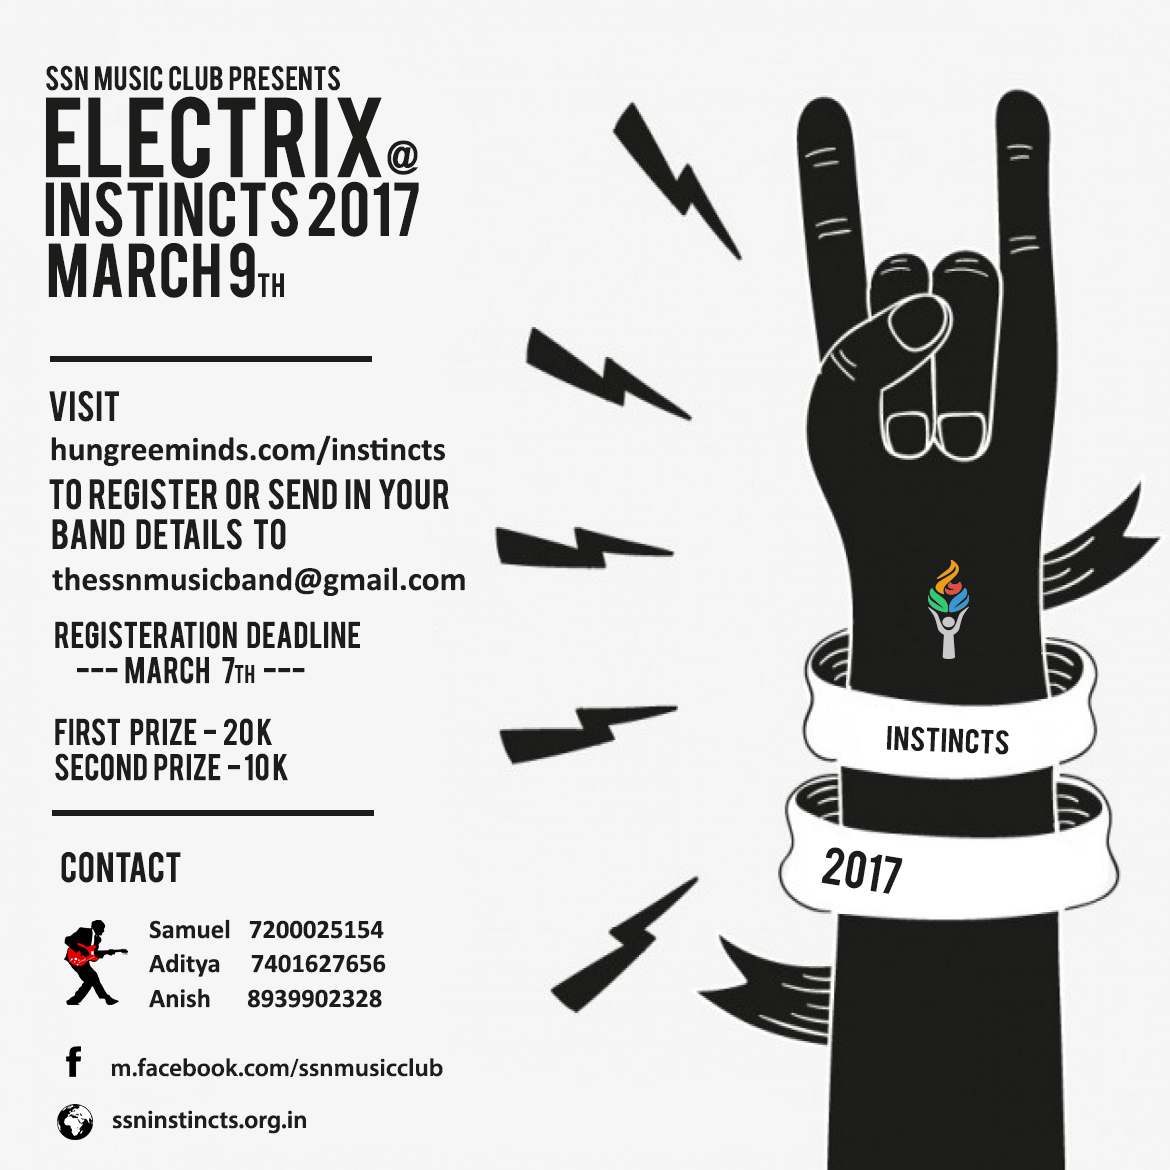 SSN MUSIC CLUB PRESENTS
ELECTRIX@
INSTINCTS 2017
MARCH 9TH
VISIT
hungreeminds.com/instincts
TO REGISTER OR SEND IN YOUR
BAND DETAILS TO
thessnmusicband@gmail.com
REGISTERATION DEADLINE
--- MARCH 7TH ---
FIRST PRIZE - 20K
SECOND PRIZE - 10K
CONTACT
Samuel 7200025154
Aditya 7401627656
Anish 8939902328
f m.facebook.com/ssnmusicclub
ssninstincts.org.in
INSTINCTS
2017